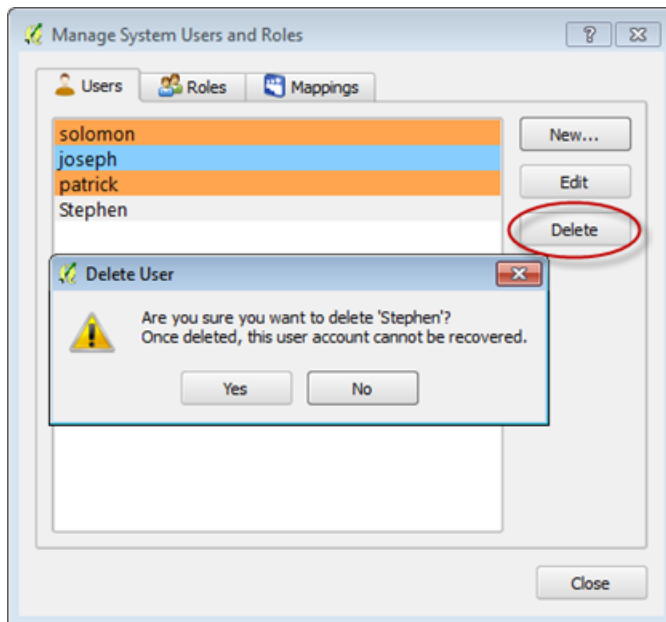 Manage System Users and Roles
Users Roles Mappings
solomon
joseph
patrick
Stephen
New...
Edit
Delete
Delete User
Are you sure you want to delete 'Stephen'?
Once deleted, this user account cannot be recovered.
Yes No
Close